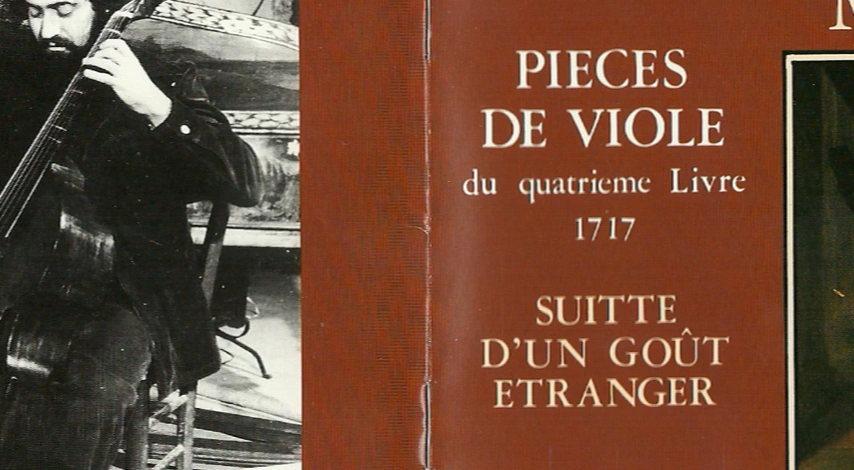 PIECES
DE VIOLE
du quatrieme Livre
1717
SUITTE
D'UN GOÛT
ETRANGER